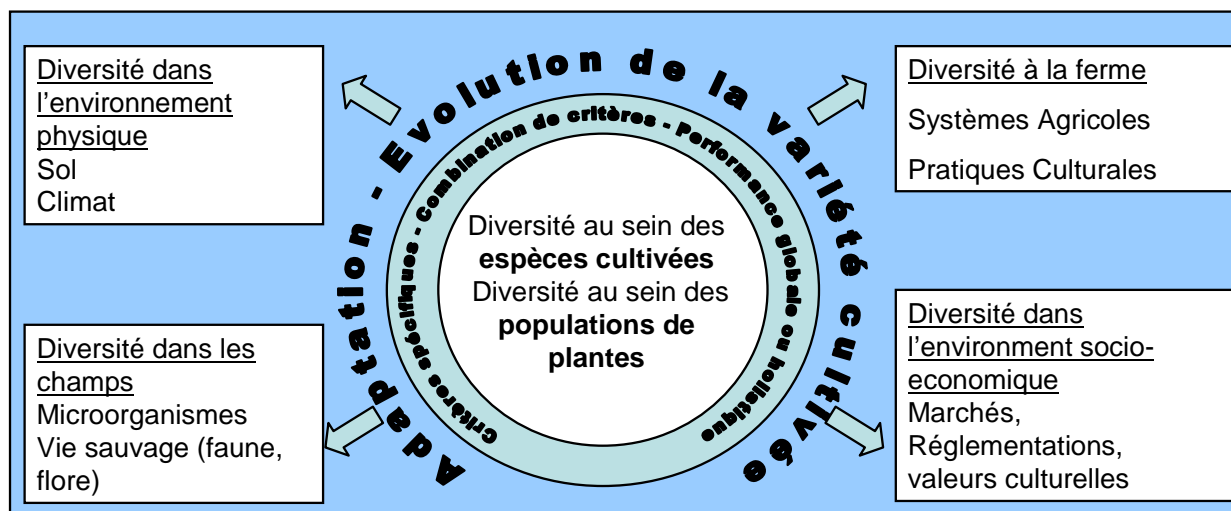 Diversité dans
l'environnement
physique
Sol
Climat
Adaptation - Evolution de la variété cultivée
Critères spécifiques - Combination de critères - Performance globale ou holistique
Diversité à la ferme
Systèmes Agricoles
Pratiques Culturales
Diversité au sein des
espèces cultivées
Diversité au sein des
populations de
plantes
Diversité dans les
champs
Microorganismes
Vie sauvage (faune,
flore)
Diversité dans
l'environment socio-
economique
Marchés,
Réglementations,
valeurs culturelles